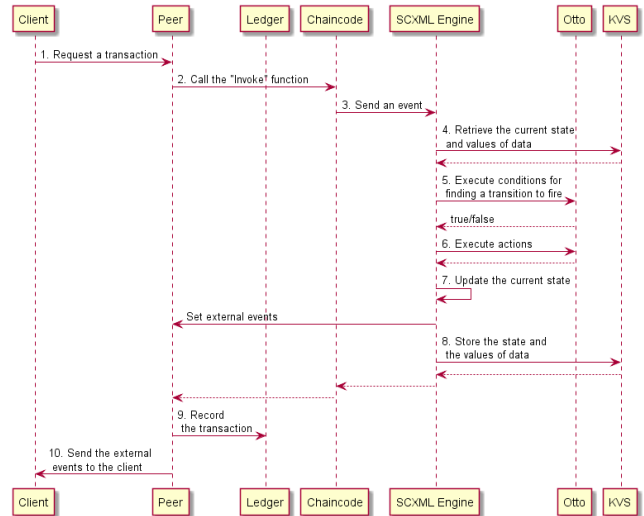 Client Peer Ledger Chaincode SCXML Engine Otto KVS
1. Request a transaction
2. Call the "Invoke" function
3. Send an event
4. Retrieve the current state
and values of data
5. Execute conditions for
finding a transition to fire
true/false
6. Execute actions
7. Update the current state
Set external events
8. Store the state and
the values of data
9. Record
the transaction
10. Send the external
events to the client
Client Peer Ledger Chaincode SCXML Engine Otto KVS